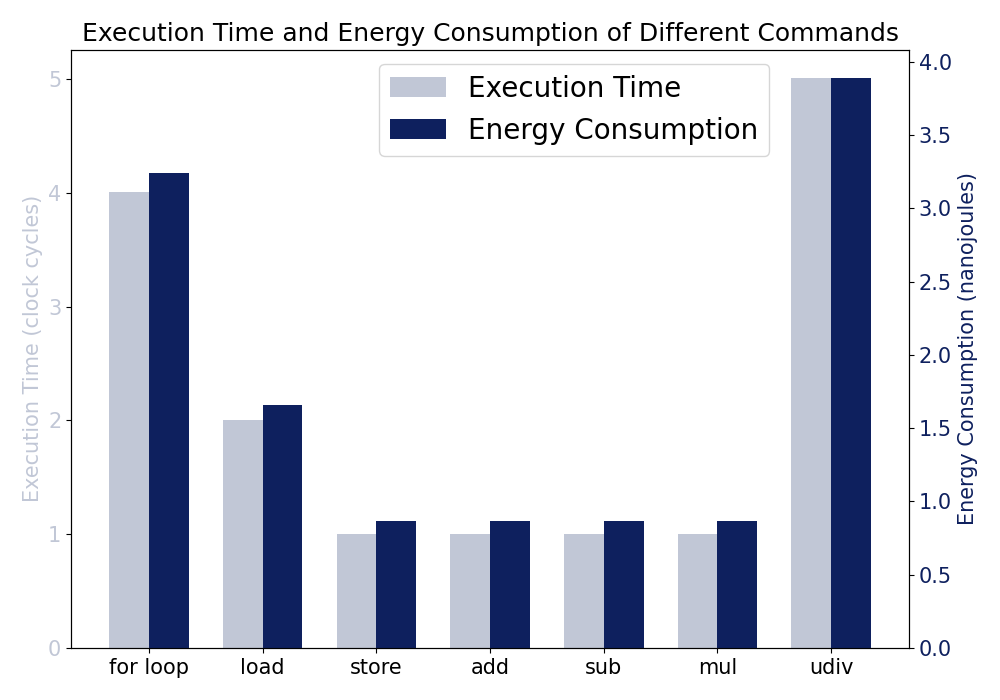 Execution Time and Energy Consumption of Different Commands
Execution Time
Energy Consumption
Execution Time (clock cycles)
5
4
3
2
1
0
Energy Consumption (nanojoules)
4.0
3.5
3.0
2.5
2.0
1.5
1.0
0.5
0.0
for loop load store add sub mul udiv